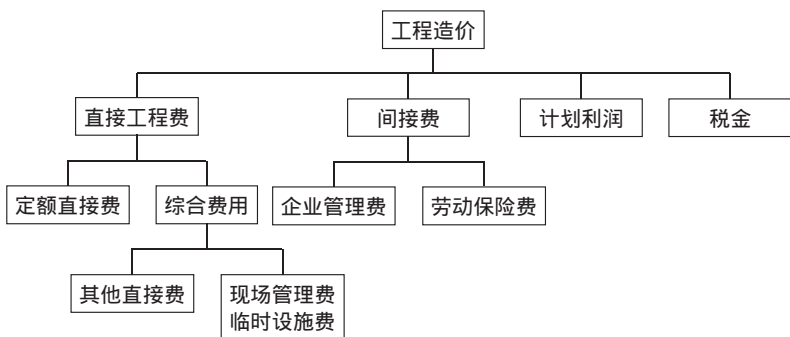 工程造价
直接工程费
间接费
计划利润
税金
定额直接费
综合费用
企业管理费
劳动保险费
其他直接费
现场管理费
临时设施费